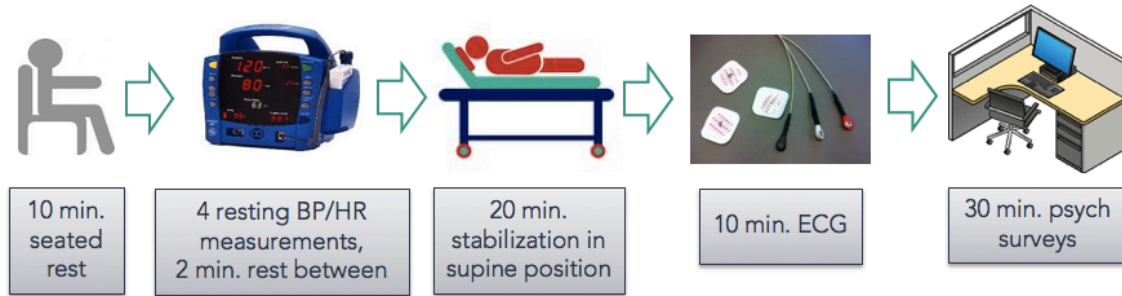 120
80
63
10 min.
seated
rest
4 resting BP/HR
measurements,
2 min. rest between
20 min.
stabilization in
supine position
10 min. ECG
30 min. psych
surveys